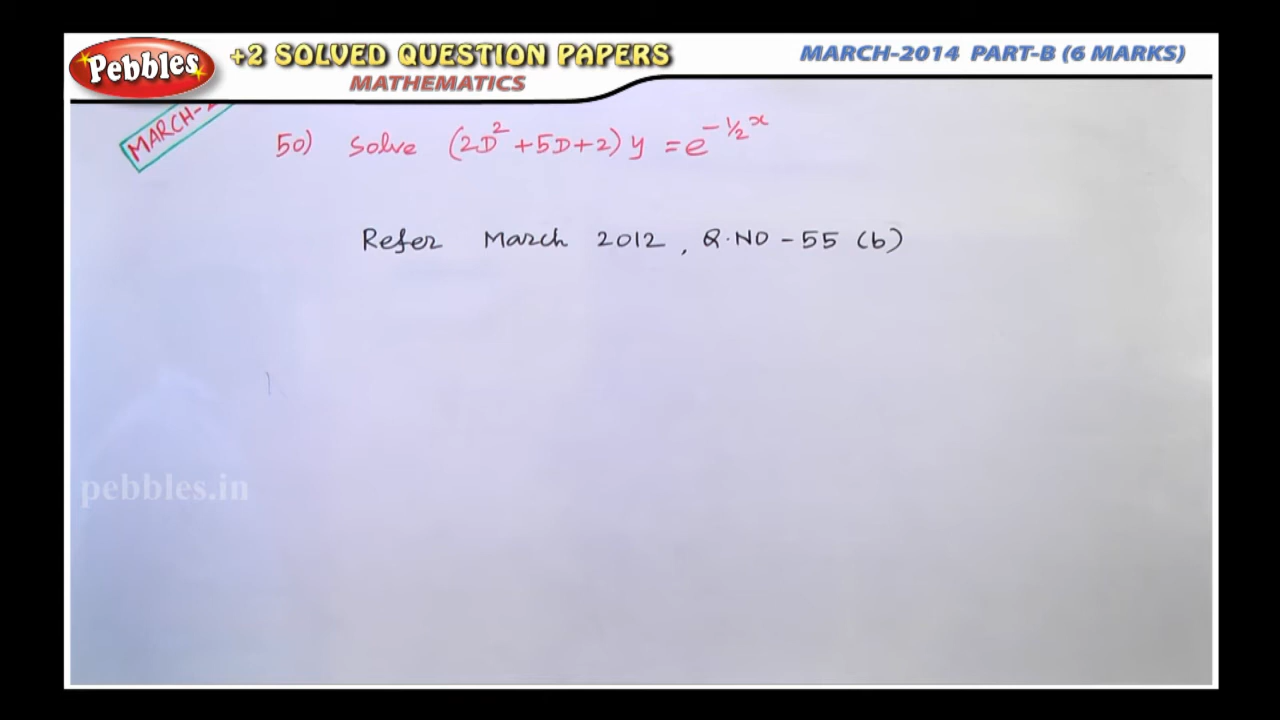 Pebbles
+2 SOLVED QUESTION PAPERS
MATHEMATICS
MARCH-2014 PART-B (6 MARKS)
MARCH-
50) Solve (2D² + 5D + 2) y = e^(-1/2 x)
Refer March 2012, Q.NO - 55 (b)
pebbles.in